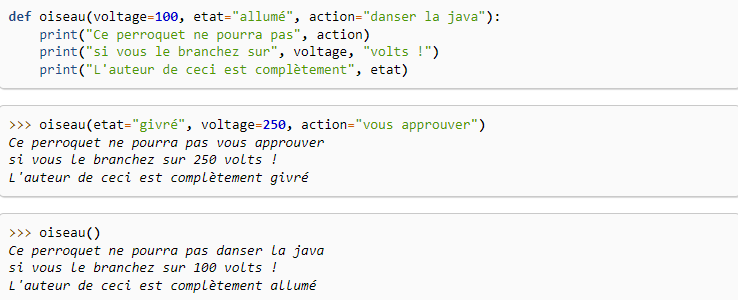 def oiseau(voltage=100, etat="allumé", action="danser la java"):
    print("Ce perroquet ne pourra pas", action)
    print("si vous le branchez sur", voltage, "volts !")
    print("L'auteur de ceci est complètement", etat)
>>> oiseau(etat="givré", voltage=250, action="vous approuver")
Ce perroquet ne pourra pas vous approuver
si vous le branchez sur 250 volts !
L'auteur de ceci est complètement givré
>>> oiseau()
Ce perroquet ne pourra pas danser la java
si vous le branchez sur 100 volts !
L'auteur de ceci est complètement allumé